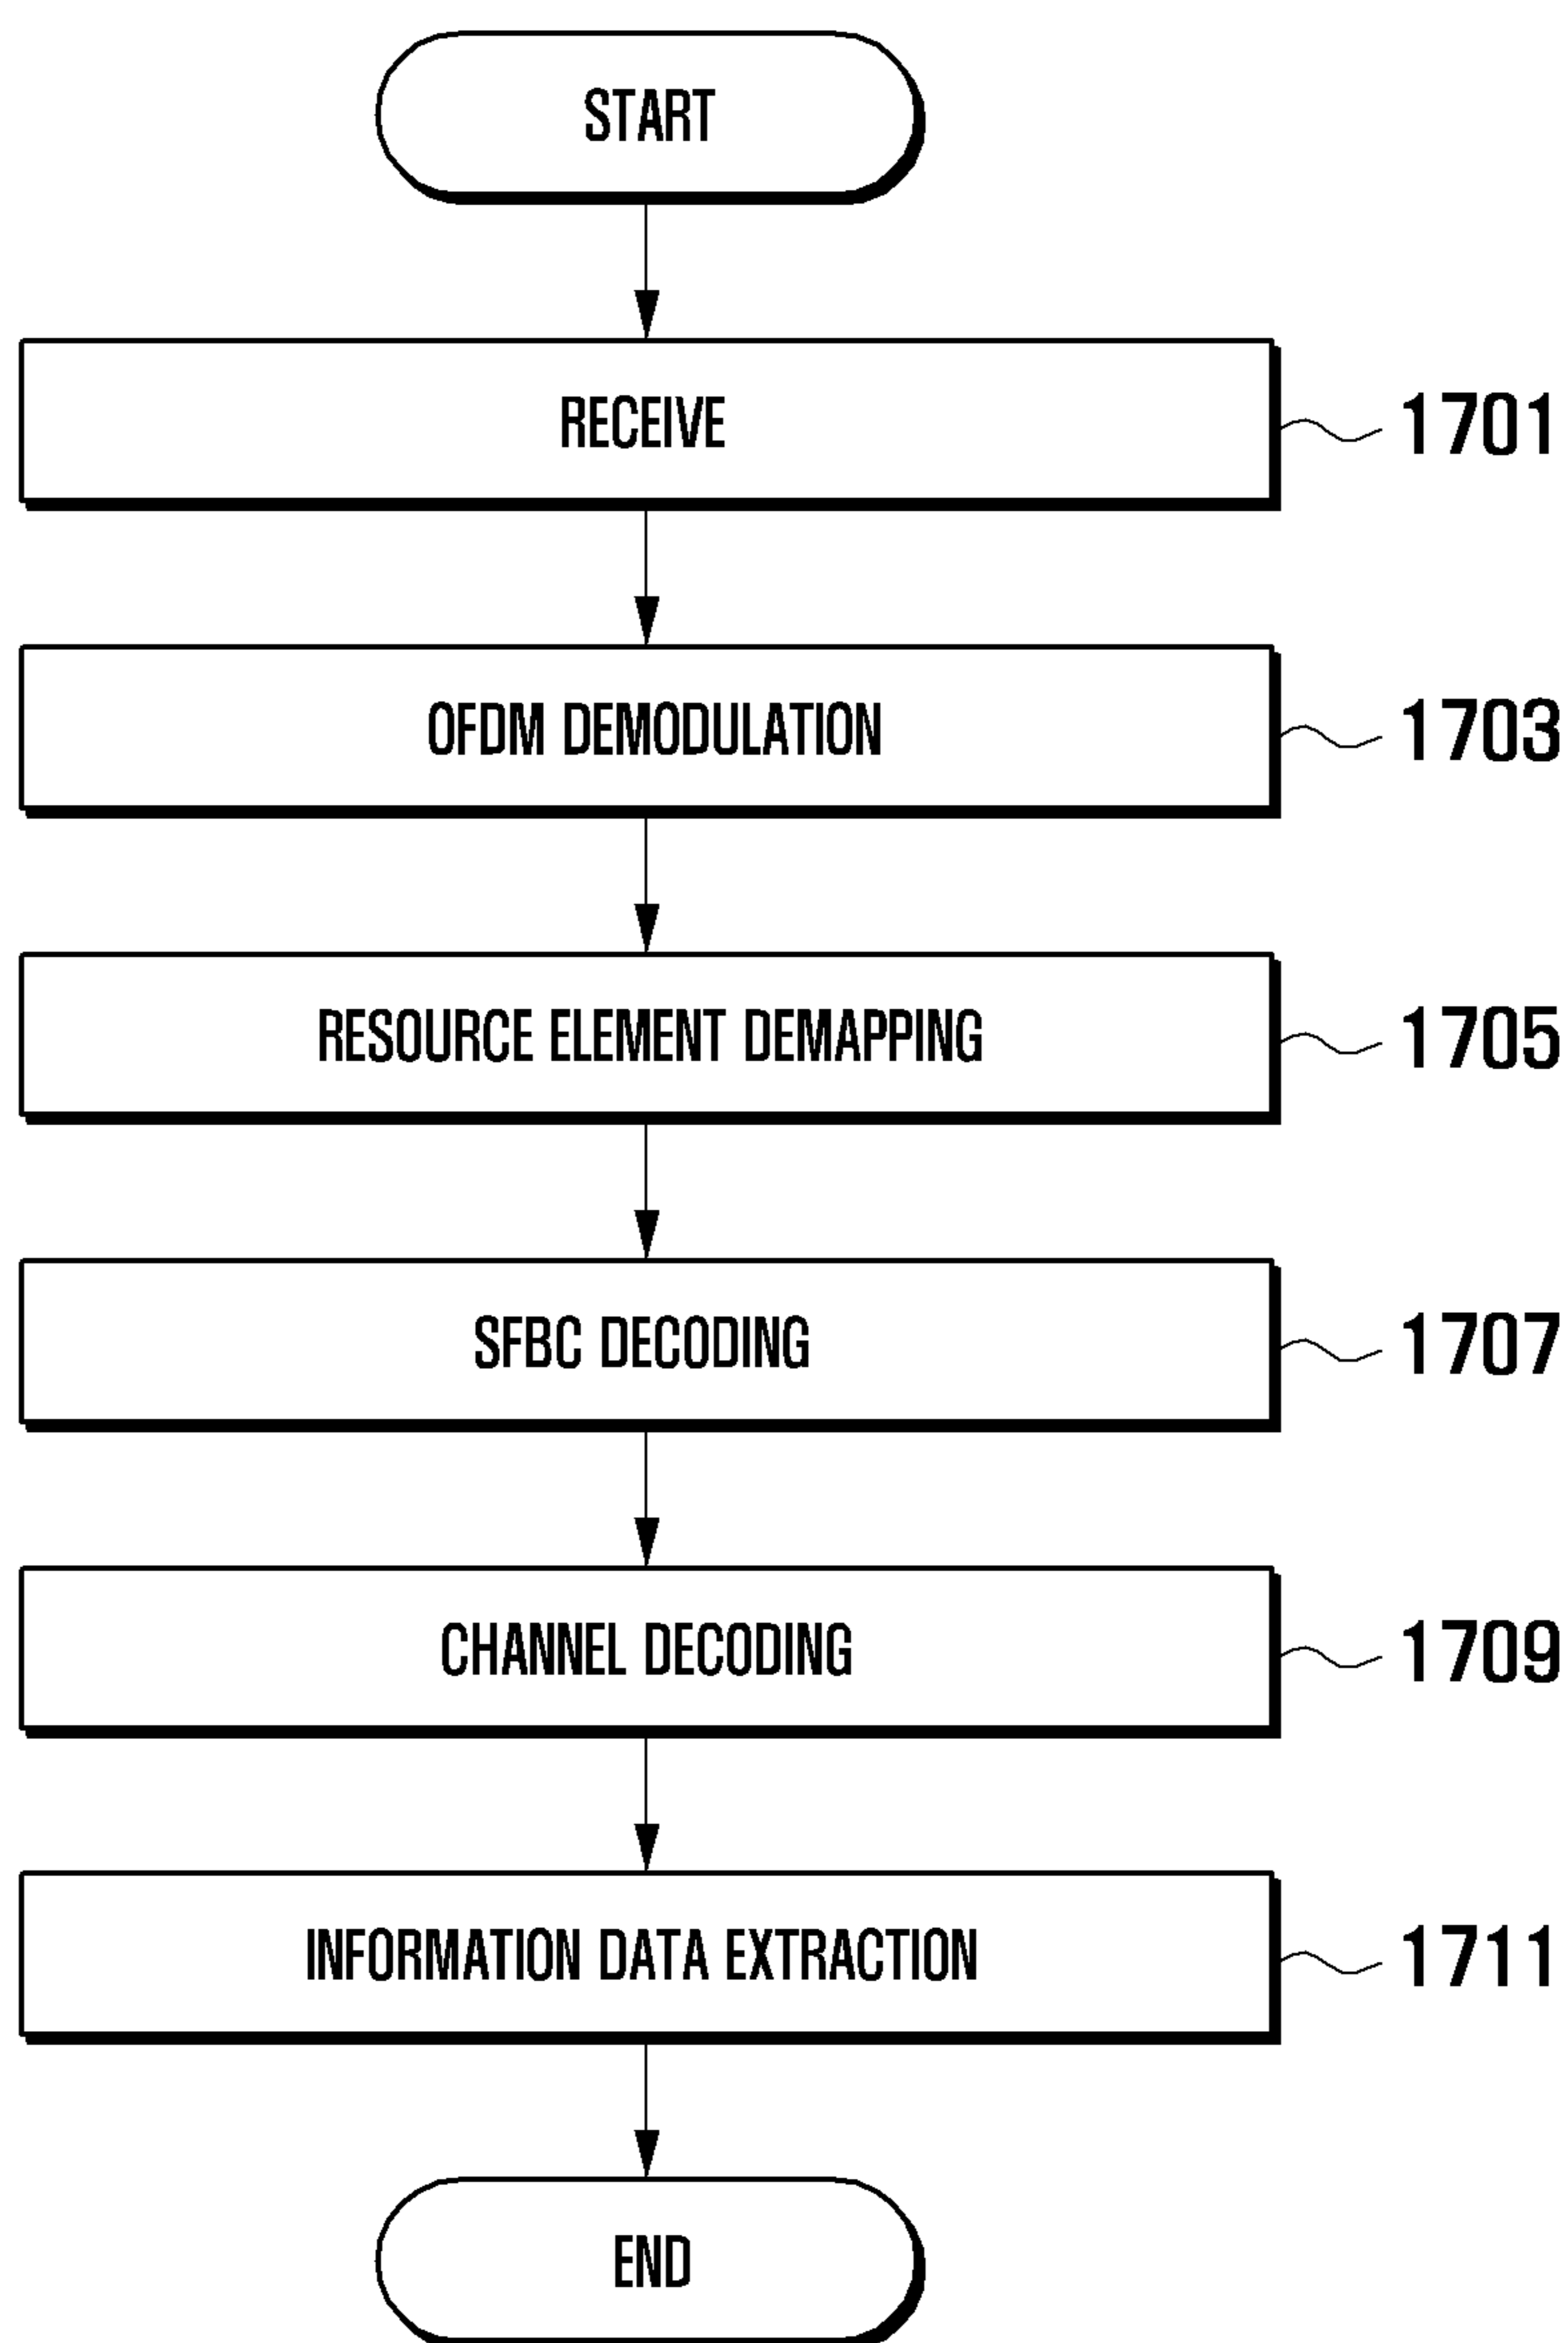 START
RECEIVE 1701
OFDM DEMODULATION 1703
RESOURCE ELEMENT DEMAPPING 1705
SFBC DECODING 1707
CHANNEL DECODING 1709
INFORMATION DATA EXTRACTION 1711
END